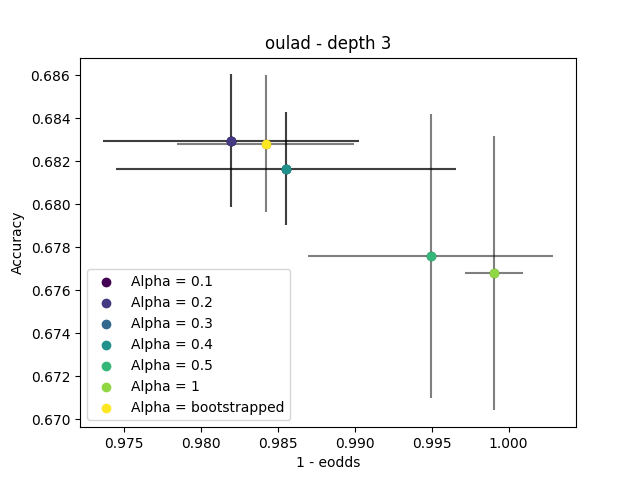 oulad - depth 3
Accuracy
0.686
0.684
0.682
0.680
0.678
0.676
0.674
0.672
0.670
Alpha = 0.1
Alpha = 0.2
Alpha = 0.3
Alpha = 0.4
Alpha = 0.5
Alpha = 1
Alpha = bootstrapped
0.975 0.980 0.985 0.990 0.995 1.000
1 - eodds